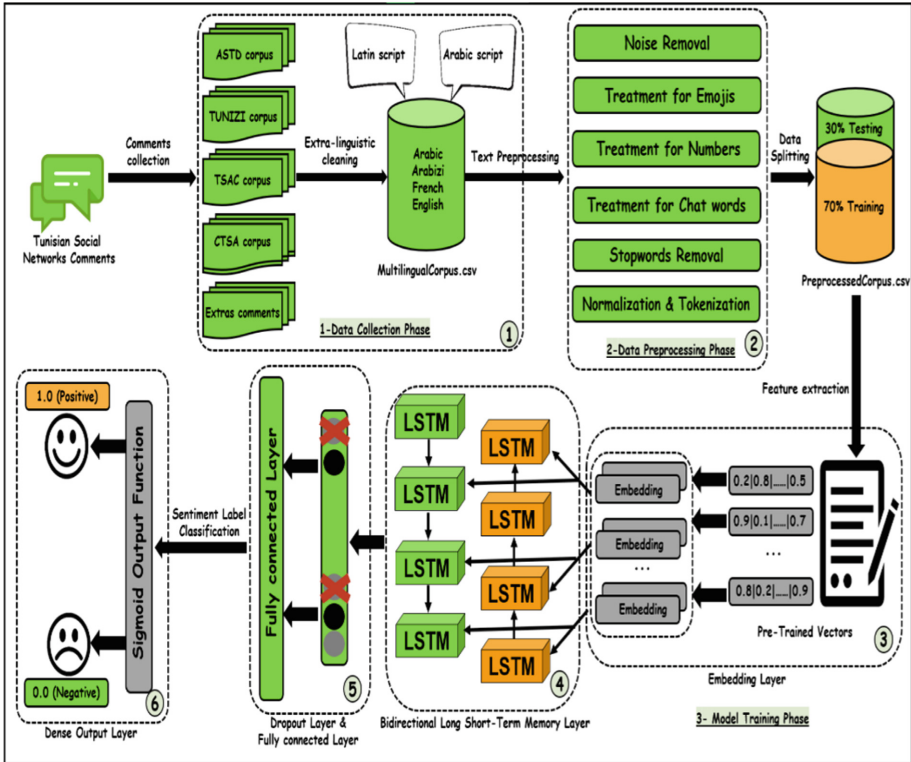 Tunisian Social
Networks Comments
Comments
collection
ASTD corpus
TUNIZI corpus
TSAC corpus
CTSA corpus
Extras comments
Extra-linguistic
cleaning
Latin script
Arabic script
Arabic
Arabizi
French
English
MultilingualCorpus.csv
1-Data Collection Phase
1
Text Preprocessing
Noise Removal
Treatment for Emojis
Treatment for Numbers
Treatment for Chat words
Stopwords Removal
Normalization & Tokenization
2-Data Preprocessing Phase
2
Data
Splitting
30% Testing
70% Training
PreprocessedCorpus.csv
Feature extraction
0.2|0.8|......|0.5
0.9|0.1|......|0.7
...
0.8|0.2|......|0.9
Pre-Trained Vectors
Embedding
Embedding
...
Embedding
3
Embedding Layer
3- Model Training Phase
LSTM
LSTM
LSTM
LSTM
LSTM
LSTM
LSTM
LSTM
4
Bidirectional Long Short-Term Memory Layer
Fully connected Layer
5
Dropout Layer &
Fully connected Layer
Sentiment Label
Classification
Sigmoid Output Function
1.0 (Positive)
0.0 (Negative)
6
Dense Output Layer